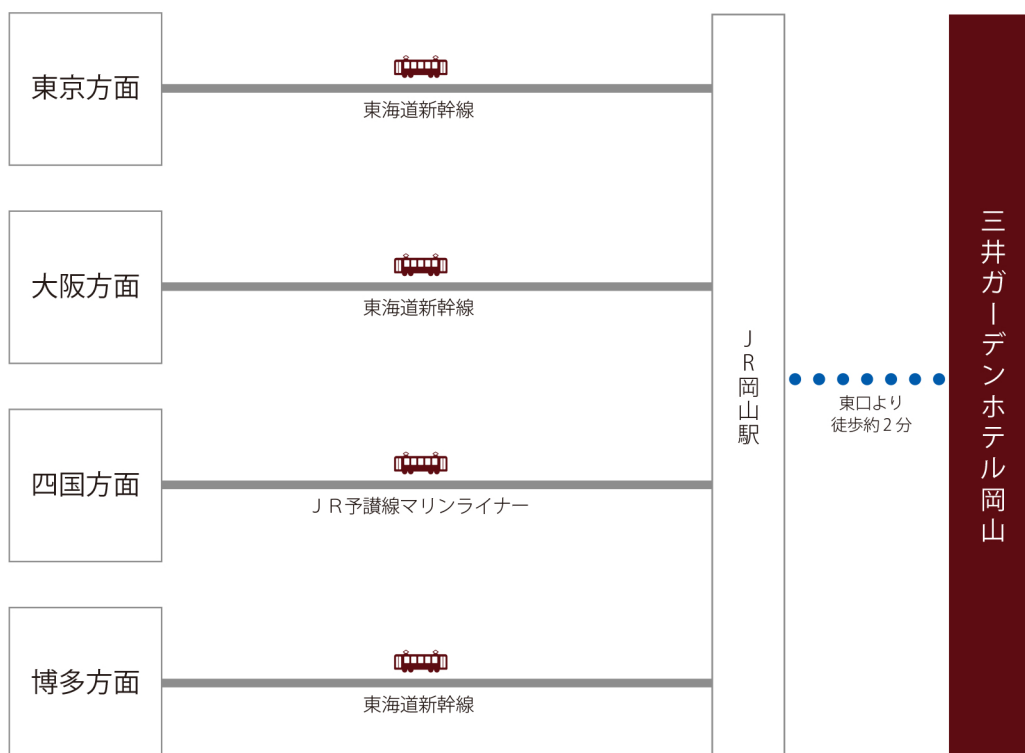 東京方面
東海道新幹線
大阪方面
東海道新幹線
四国方面
ＪＲ予讃線マリンライナー
博多方面
東海道新幹線
ＪＲ岡山駅
東口より
徒歩約２分
三井ガーデンホテル岡山